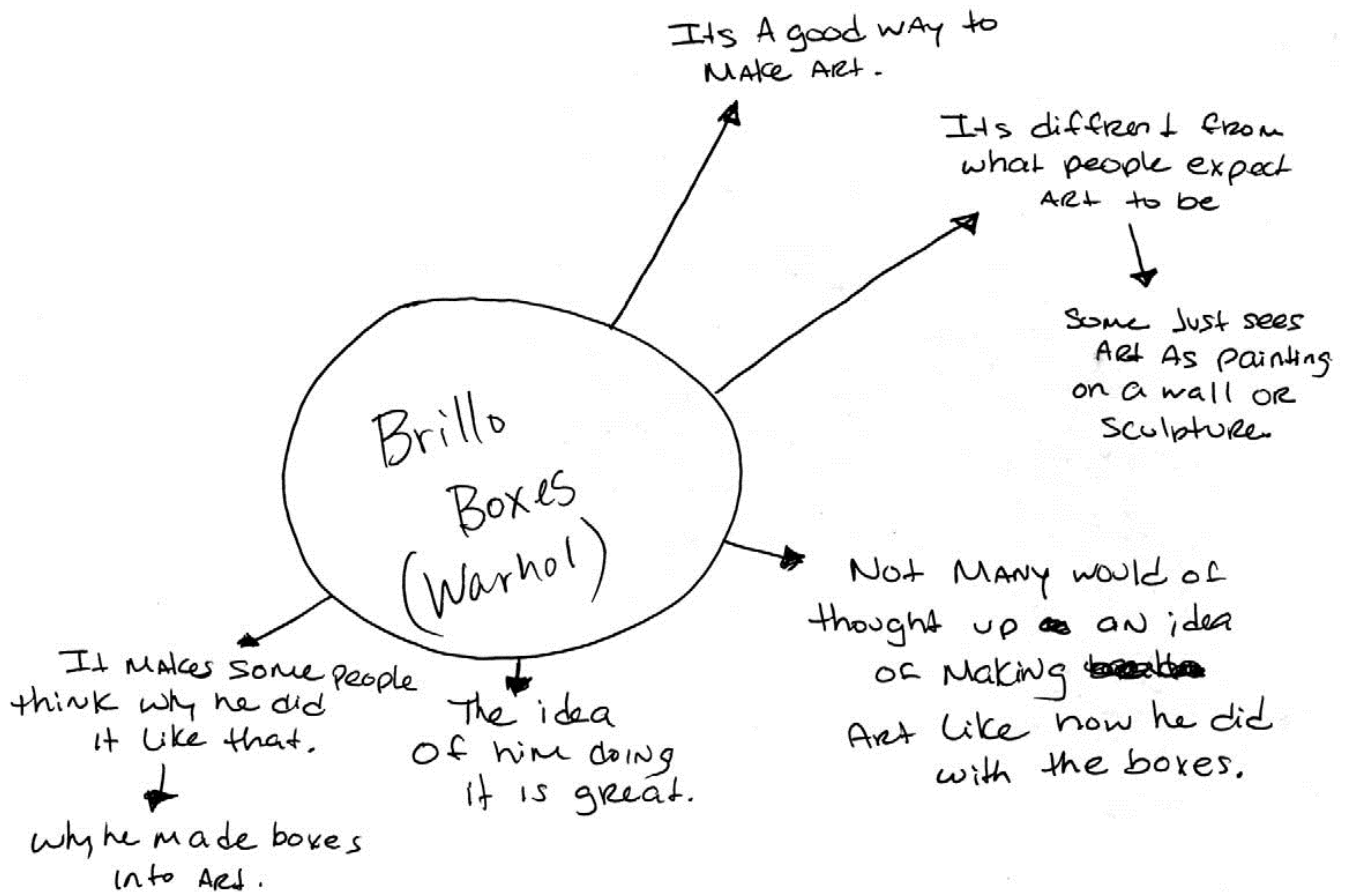 Its A good way to
Make Art.
Its diffrent from
what people expect
Art to be
Some Just sees
Art As painting
on a wall or
Sculpture.
Brillo
Boxes
(Warhol)
Not Many would of
thought up an idea
of Making
Art Like how he did
with the boxes.
It Makes some people
think why he did
it Like that.
why he made boxes
into Art.
The idea
Of him doing
it is great.